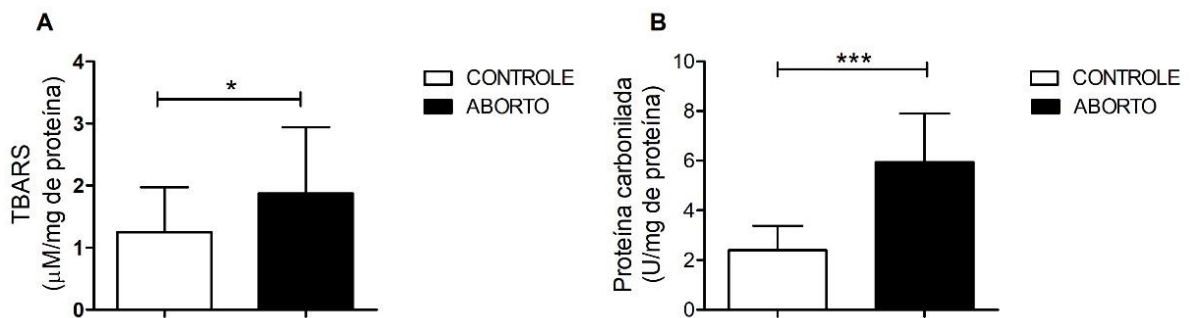 A
TBARS
(μM/mg de proteína)
4
3
2
1
0
*
CONTROLE
ABORTO
B
Proteína carbonilada
(U/mg de proteína)
10
8
6
4
2
0
***
CONTROLE
ABORTO